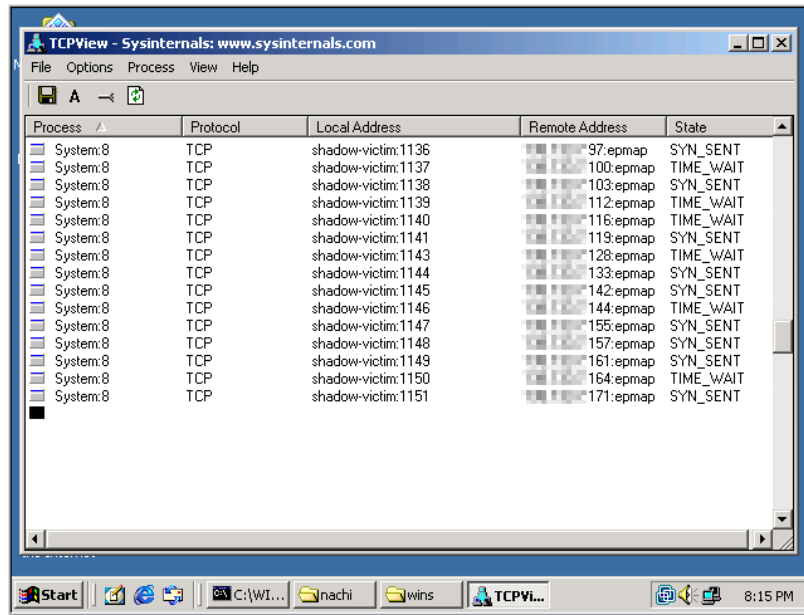 TCPView - Sysinternals: www.sysinternals.com
File Options Process View Help
A
Process Protocol Local Address Remote Address State
System:8 TCP shadow-victim:1136 97:epmap SYN_SENT
System:8 TCP shadow-victim:1137 100:epmap TIME_WAIT
System:8 TCP shadow-victim:1138 103:epmap SYN_SENT
System:8 TCP shadow-victim:1139 112:epmap TIME_WAIT
System:8 TCP shadow-victim:1140 116:epmap TIME_WAIT
System:8 TCP shadow-victim:1141 119:epmap SYN_SENT
System:8 TCP shadow-victim:1143 128:epmap TIME_WAIT
System:8 TCP shadow-victim:1144 133:epmap SYN_SENT
System:8 TCP shadow-victim:1145 142:epmap SYN_SENT
System:8 TCP shadow-victim:1146 144:epmap TIME_WAIT
System:8 TCP shadow-victim:1147 155:epmap SYN_SENT
System:8 TCP shadow-victim:1148 157:epmap SYN_SENT
System:8 TCP shadow-victim:1149 161:epmap SYN_SENT
System:8 TCP shadow-victim:1150 164:epmap TIME_WAIT
System:8 TCP shadow-victim:1151 171:epmap SYN_SENT
Start C:\WI... nachi wins TCPVi... 8:15 PM